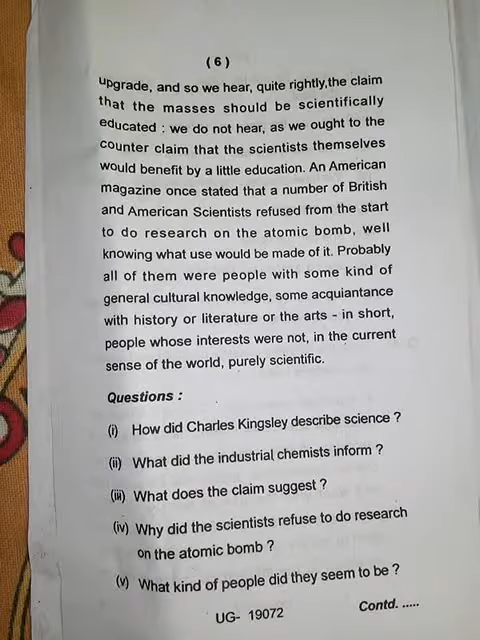 ( 6 )
upgrade, and so we hear, quite rightly,the claim
that the masses should be scientifically
educated : we do not hear, as we ought to the
counter claim that the scientists themselves
would benefit by a little education. An American
magazine once stated that a number of British
and American Scientists refused from the start
to do research on the atomic bomb, well
knowing what use would be made of it. Probably
all of them were people with some kind of
general cultural knowledge, some acquiantance
with history or literature or the arts - in short,
people whose interests were not, in the current
sense of the world, purely scientific.
Questions :
(i) How did Charles Kingsley describe science ?
(ii) What did the industrial chemists inform ?
(iii) What does the claim suggest ?
(iv) Why did the scientists refuse to do research
on the atomic bomb ?
(v) What kind of people did they seem to be ?
UG- 19072
Contd. .....